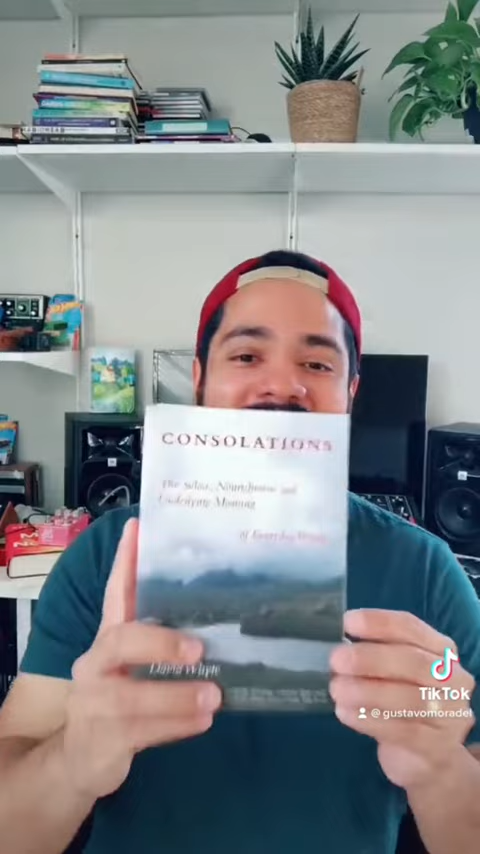 CONSOLATIONS
The Solace, Nourishment and
Underlying Meaning
of Everyday Words
David Whyte
TikTok
@gustavomoradel